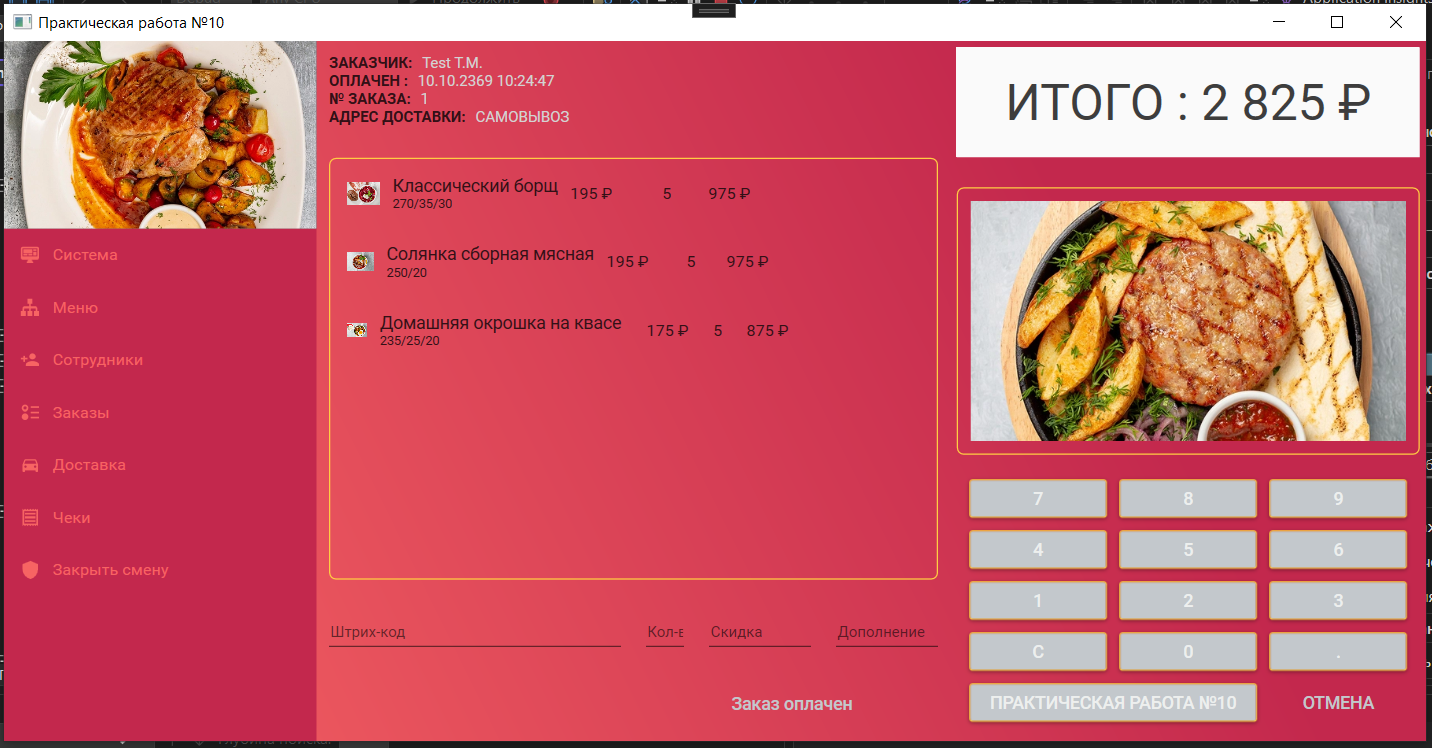 Практическая работа №10
ЗАКАЗЧИК: Test T.M.
ОПЛАЧЕН : 10.10.2369 10:24:47
№ ЗАКАЗА: 1
АДРЕС ДОСТАВКИ: САМОВЫВОЗ
ИТОГО : 2 825 ₽
Система
Меню
Сотрудники
Заказы
Доставка
Чеки
Закрыть смену
Классический борщ 195 ₽ 5 975 ₽
270/35/30
Солянка сборная мясная 195 ₽ 5 975 ₽
250/20
Домашняя окрошка на квасе 175 ₽ 5 875 ₽
235/25/20
Штрих-код Кол-в Скидка Дополнение
Заказ оплачен
7 8 9
4 5 6
1 2 3
C 0 .
ПРАКТИЧЕСКАЯ РАБОТА №10 ОТМЕНА